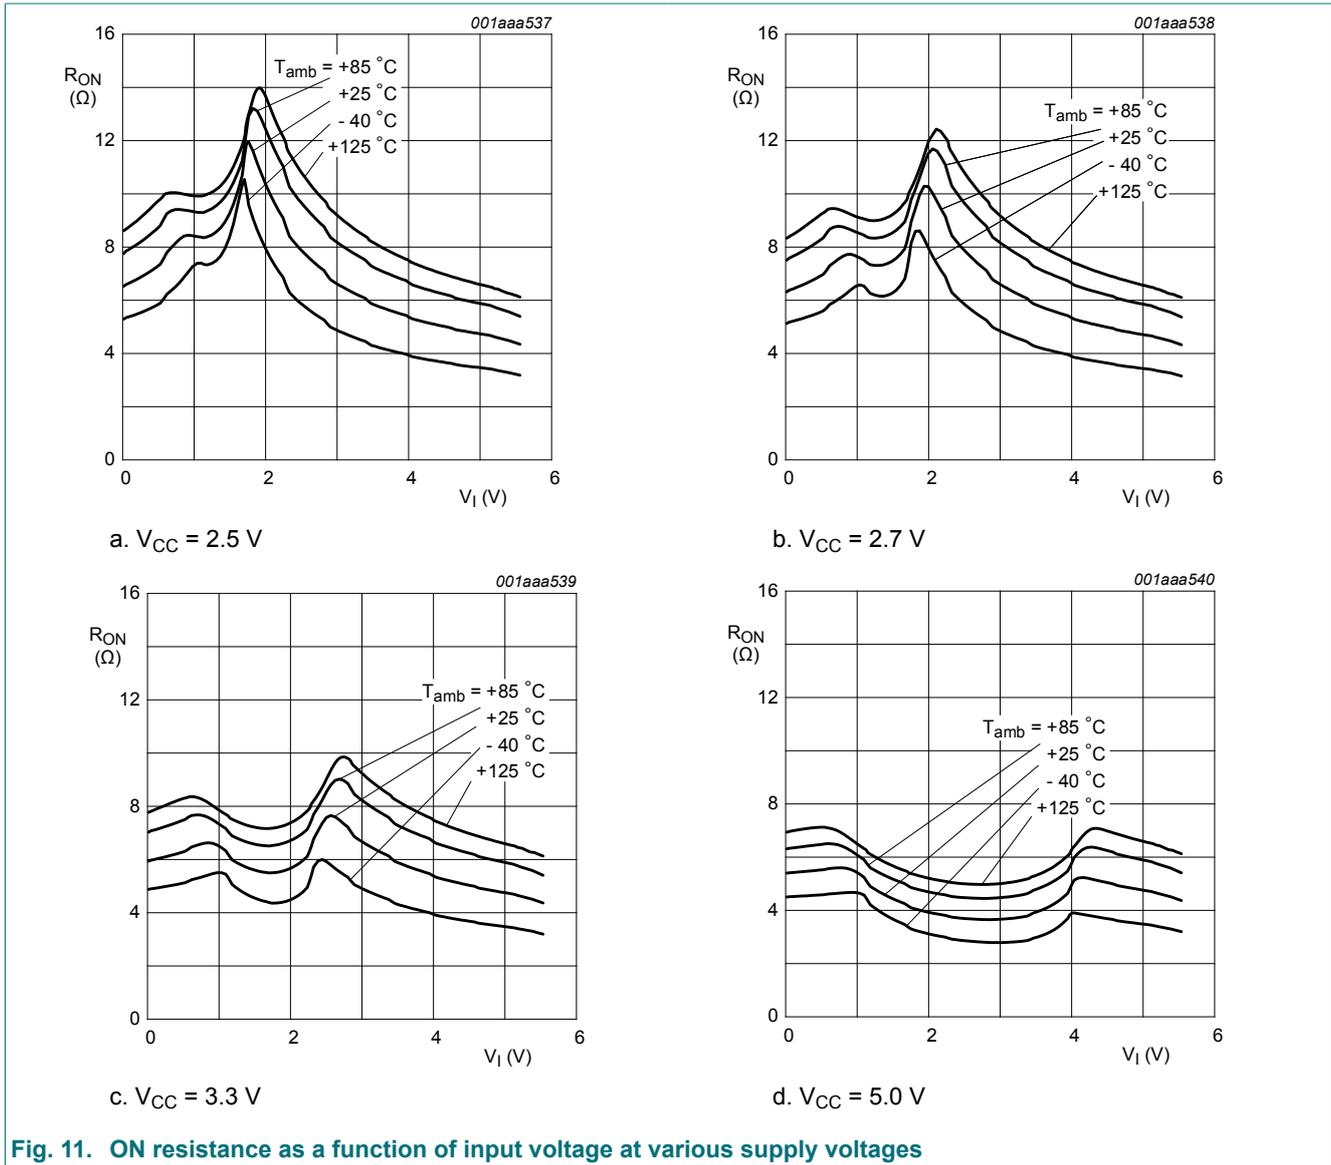 001aaa537
16
12
8
4
0
R_ON
(Ω)
T_amb = +85 °C
+25 °C
- 40 °C
+125 °C
0 2 4 6
V_I (V)
a. V_CC = 2.5 V
001aaa538
16
12
8
4
0
R_ON
(Ω)
T_amb = +85 °C
+25 °C
- 40 °C
+125 °C
0 2 4 6
V_I (V)
b. V_CC = 2.7 V
001aaa539
16
12
8
4
0
R_ON
(Ω)
T_amb = +85 °C
+25 °C
- 40 °C
+125 °C
0 2 4 6
V_I (V)
c. V_CC = 3.3 V
001aaa540
16
12
8
4
0
R_ON
(Ω)
T_amb = +85 °C
+25 °C
- 40 °C
+125 °C
0 2 4 6
V_I (V)
d. V_CC = 5.0 V
Fig. 11. ON resistance as a function of input voltage at various supply voltages